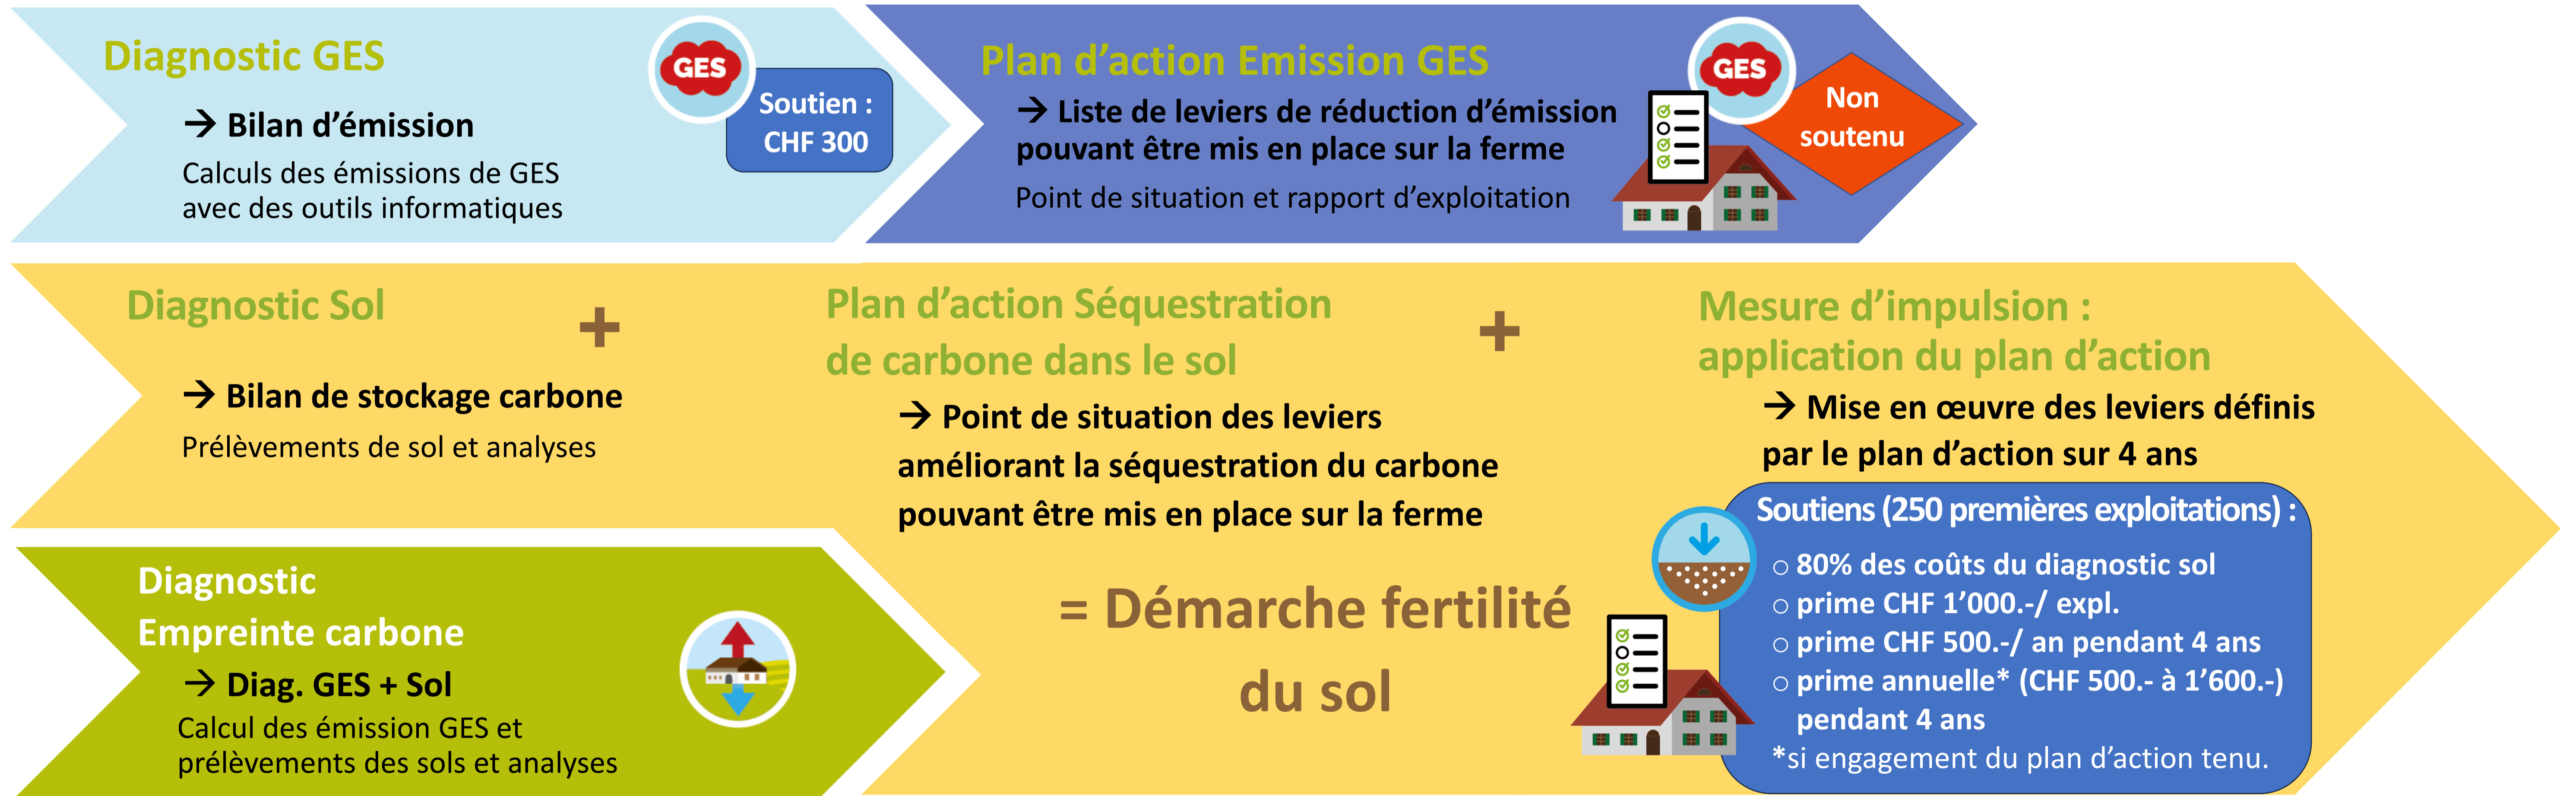 Diagnostic GES
→ Bilan d’émission
Calculs des émissions de GES
avec des outils informatiques
GES
Soutien :
CHF 300
Plan d’action Emission GES
→ Liste de leviers de réduction d’émission
pouvant être mis en place sur la ferme
Point de situation et rapport d’exploitation
GES
Non
soutenu
Diagnostic Sol
→ Bilan de stockage carbone
Prélèvements de sol et analyses
+
Plan d’action Séquestration
de carbone dans le sol
→ Point de situation des leviers
améliorant la séquestration du carbone
pouvant être mis en place sur la ferme
+
Mesure d’impulsion :
application du plan d’action
→ Mise en œuvre des leviers définis
par le plan d’action sur 4 ans
= Démarche fertilité
du sol
Soutiens (250 premières exploitations) :
○ 80% des coûts du diagnostic sol
○ prime CHF 1’000.-/ expl.
○ prime CHF 500.-/ an pendant 4 ans
○ prime annuelle* (CHF 500.- à 1’600.-)
pendant 4 ans
*si engagement du plan d’action tenu.
Diagnostic
Empreinte carbone
→ Diag. GES + Sol
Calcul des émission GES et
prélèvements des sols et analyses